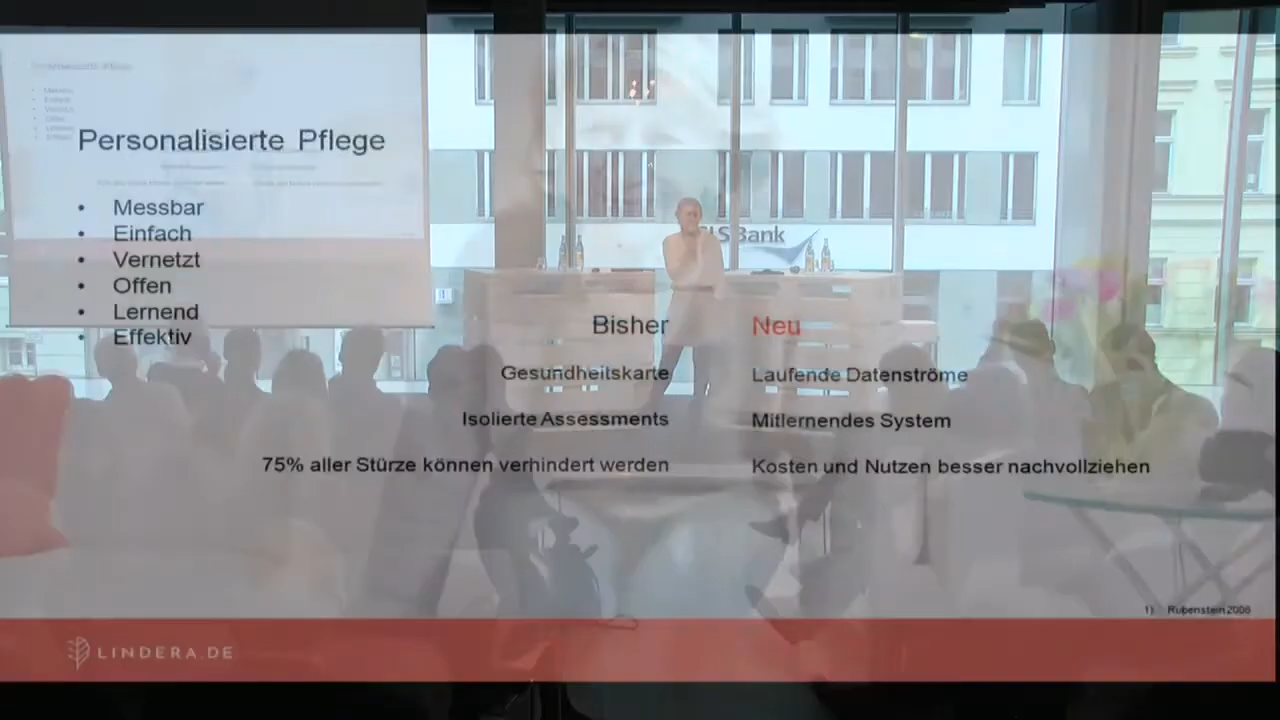 Personalisierte Pflege
• Messbar
• Einfach
• Vernetzt
• Offen
• Lernend
• Effektiv
Bisher Neu
Gesundheitskarte Laufende Datenströme
Isolierte Assessments Mitlernendes System
75% aller Stürze können verhindert werden Kosten und Nutzen besser nachvollziehen
1) Rubenstein 2006
LINDERA.DE
GLS Bank